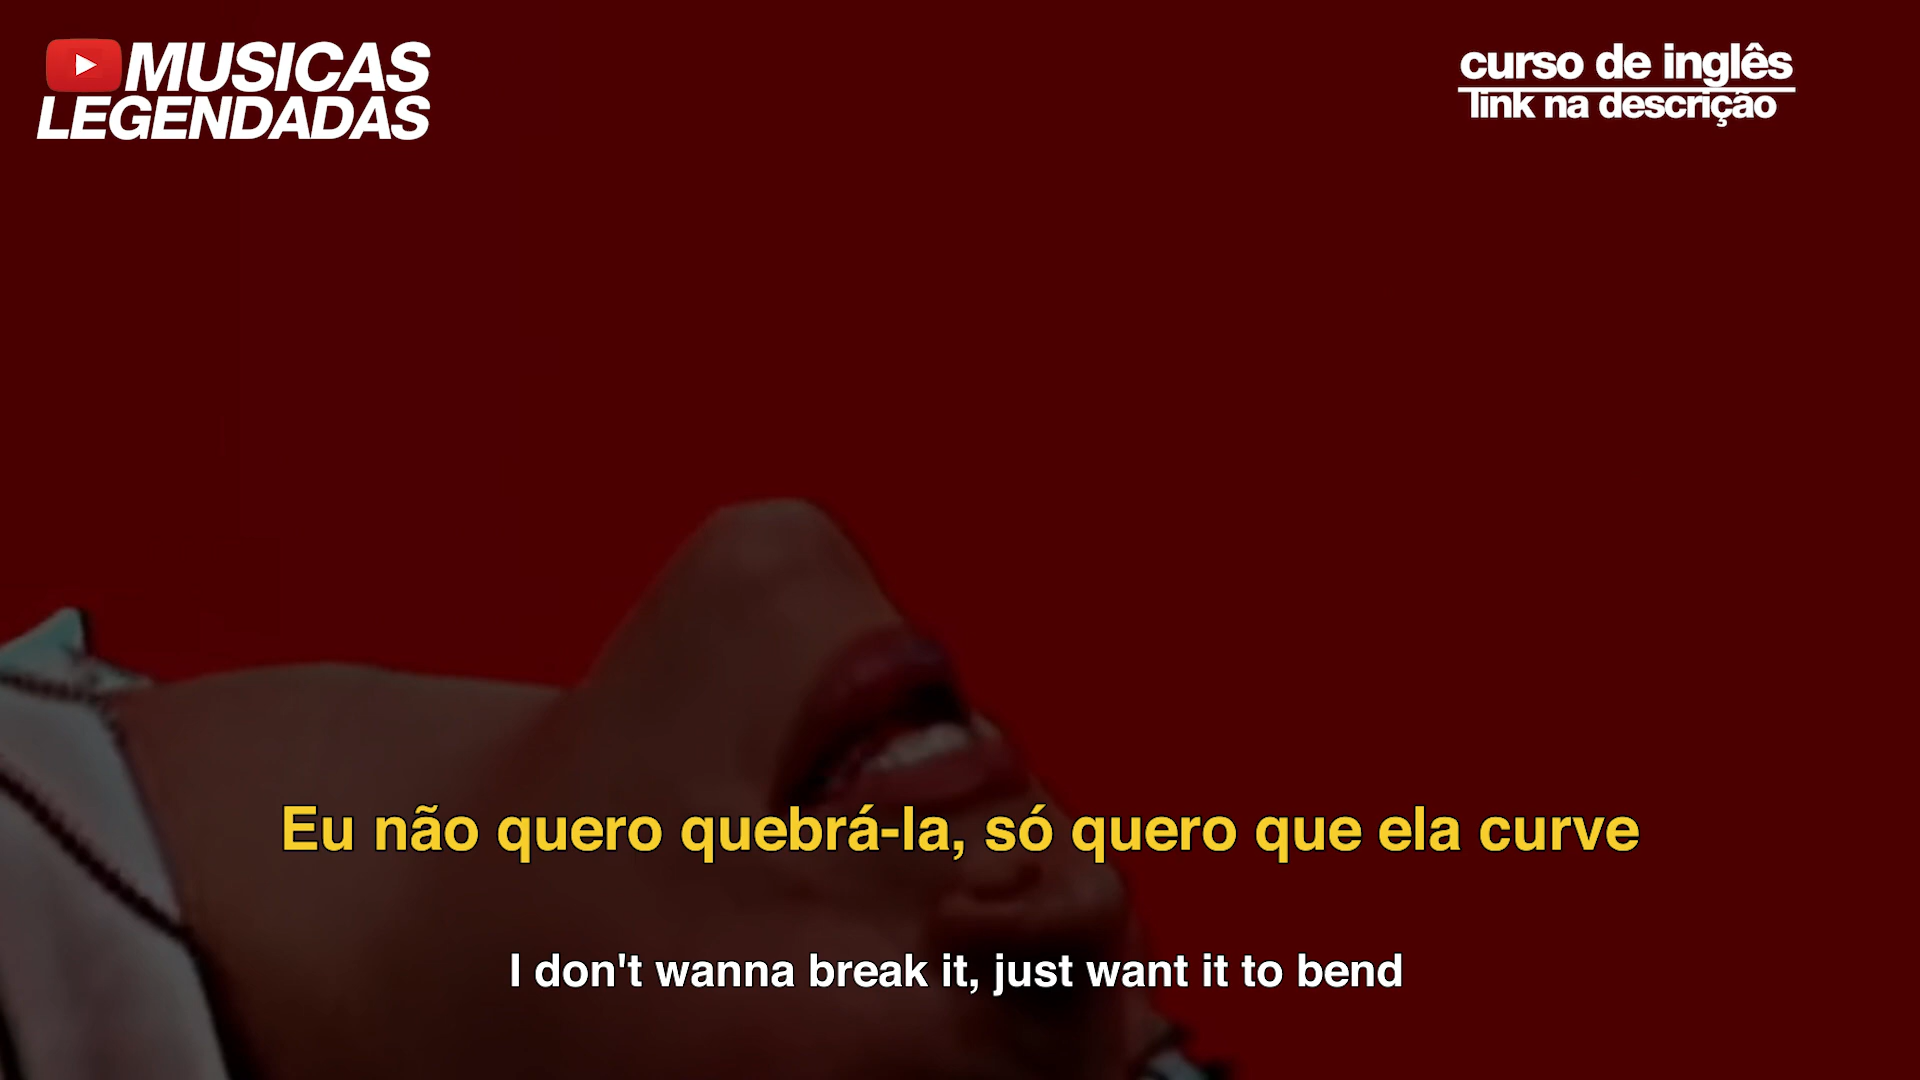 MUSICAS
LEGENDADAS
curso de inglês
link na descrição
Eu não quero quebrá-la, só quero que ela curve
I don't wanna break it, just want it to bend